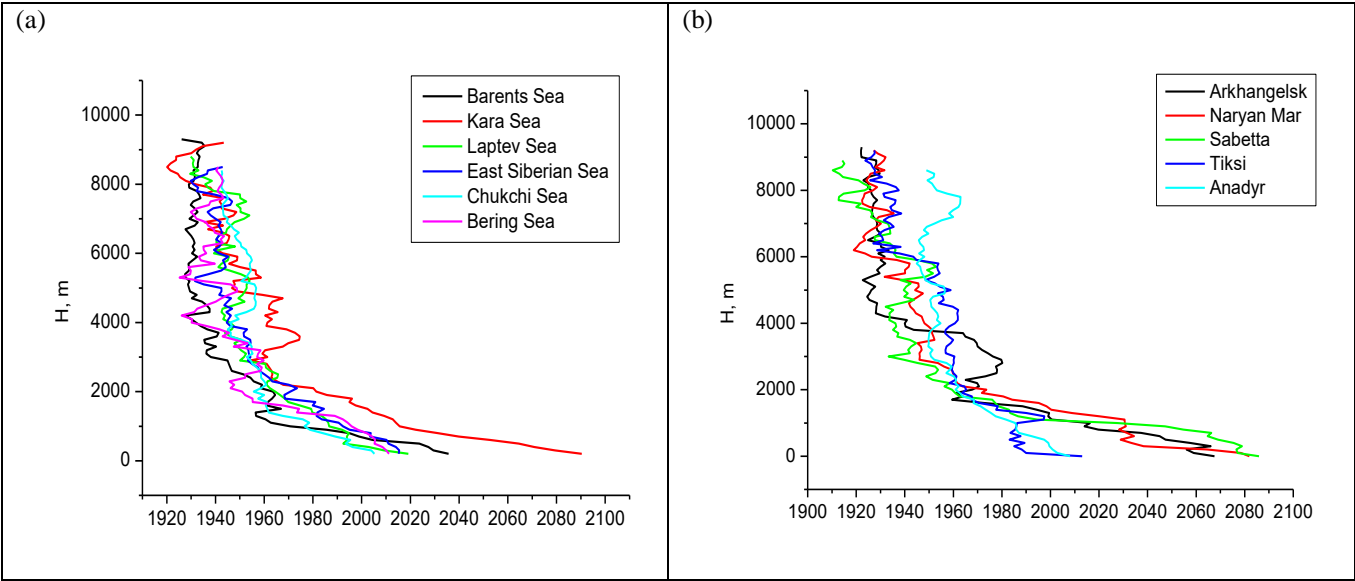 (a)
Barents Sea
Kara Sea
Laptev Sea
East Siberian Sea
Chukchi Sea
Bering Sea
10000
8000
6000
4000
2000
0
H, m
1920 1940 1960 1980 2000 2020 2040 2060 2080 2100
(b)
Arkhangelsk
Naryan Mar
Sabetta
Tiksi
Anadyr
10000
8000
6000
4000
2000
0
H, m
1900 1920 1940 1960 1980 2000 2020 2040 2060 2080 2100